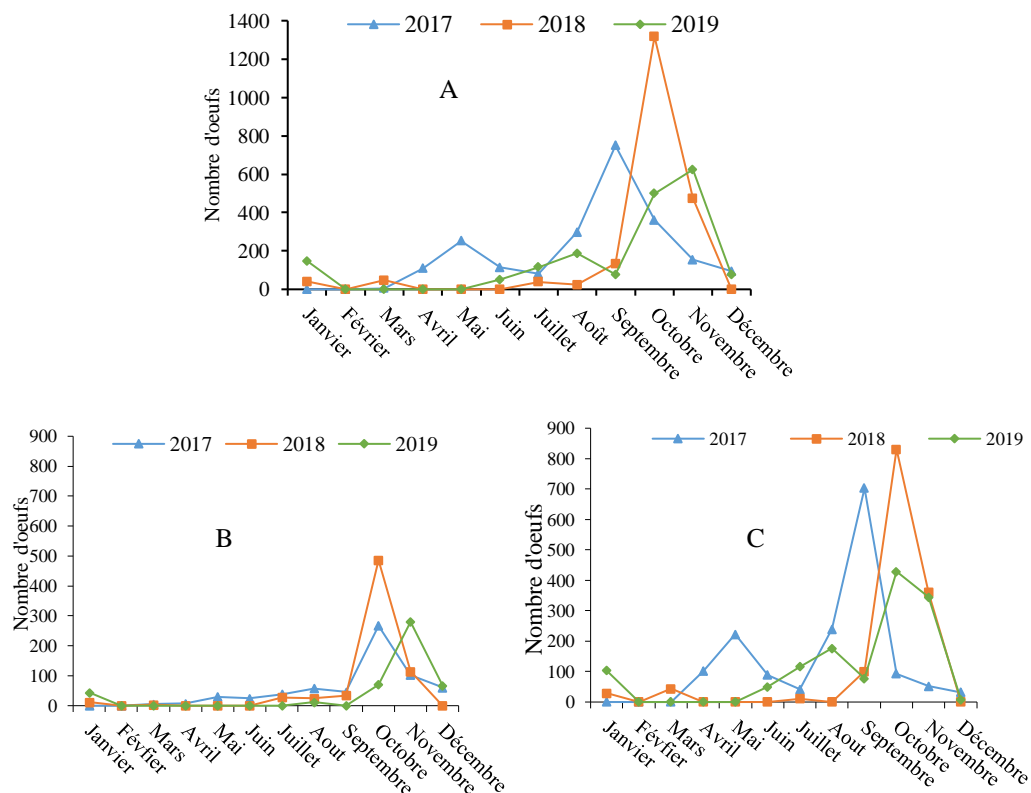 2017 2018 2019
1400
1200
1000
800
600
400
200
0
Nombre d'oeufs
A
Janvier
Février
Mars
Avril
Mai
Juin
Juillet
Août
Septembre
Octobre
Novembre
Décembre
2017 2018 2019
900
800
700
600
500
400
300
200
100
0
Nombre d'oeufs
B
Janvier
Févfier
Mars
Avril
Mai
Juin
Juillet
Aout
Septembre
Octobre
Novembre
Décembre
2017 2018 2019
900
800
700
600
500
400
300
200
100
0
Nombre d'oeufs
C
Janvier
Février
Mars
Avril
Mai
Juin
Juillet
Aout
Septembre
Octobre
Novembre
Décembre